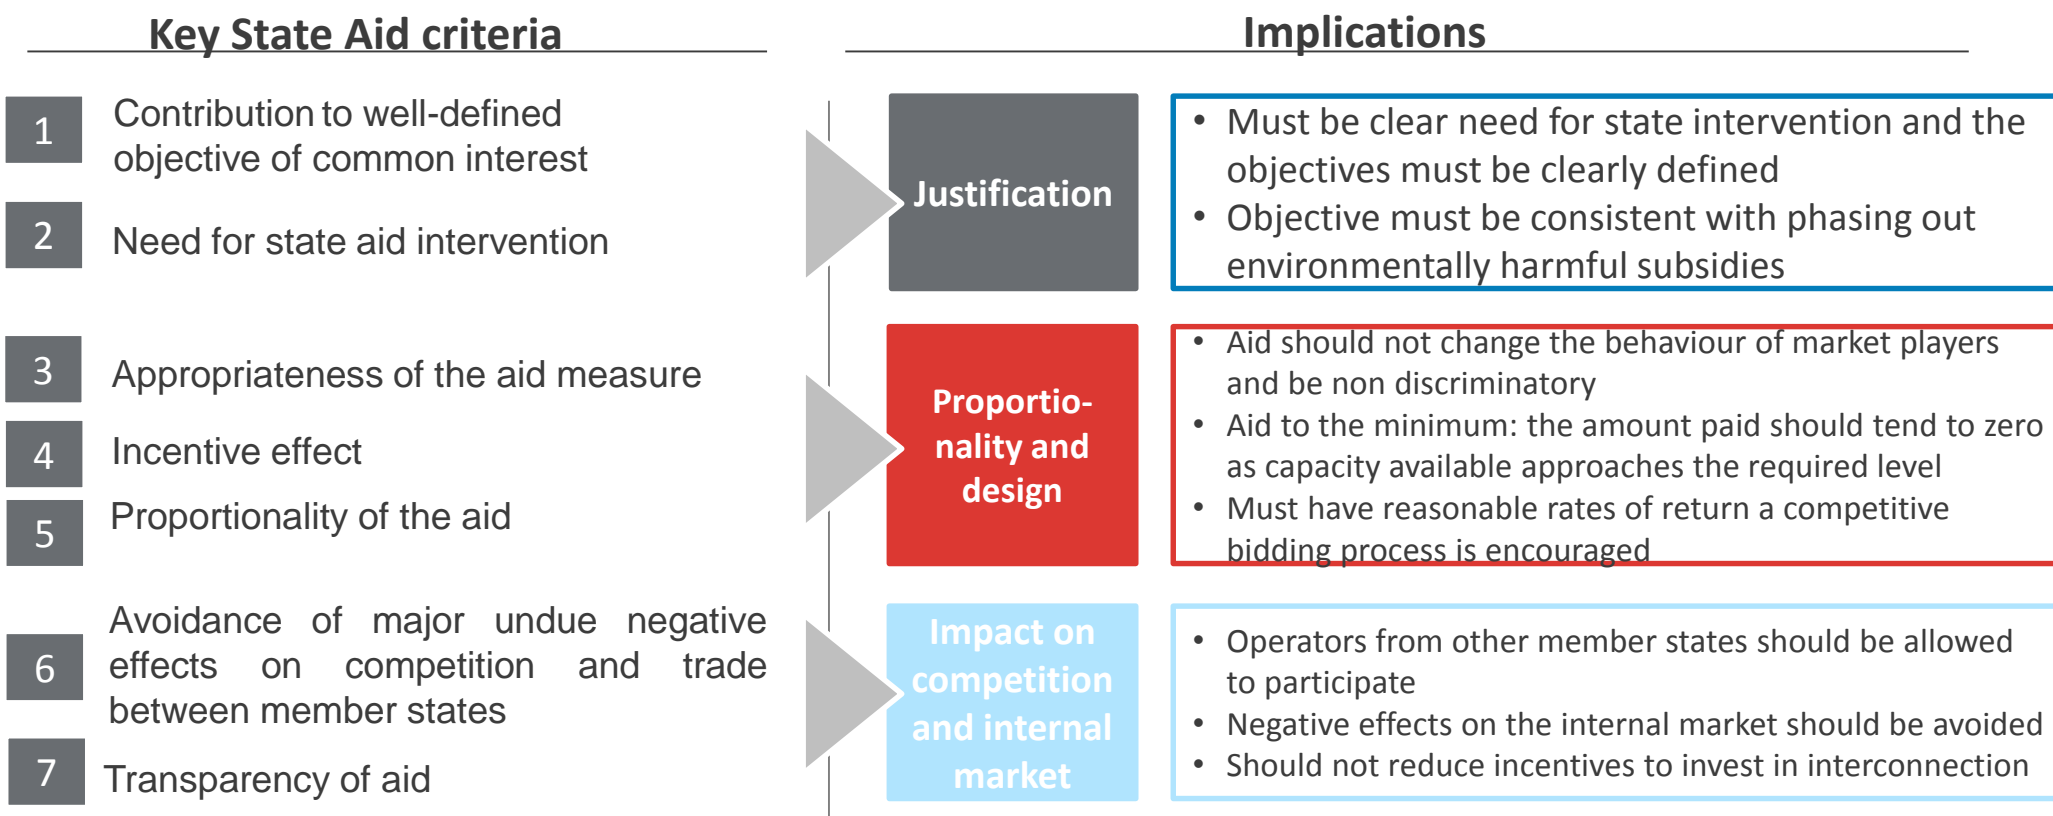 Key State Aid criteria
Implications
1
Contribution to well-defined
objective of common interest
2
Need for state aid intervention
Justification
• Must be clear need for state intervention and the
objectives must be clearly defined
• Objective must be consistent with phasing out
environmentally harmful subsidies
3
Appropriateness of the aid measure
4
Incentive effect
5
Proportionality of the aid
Proportio-
nality and
design
• Aid should not change the behaviour of market players
and be non discriminatory
• Aid to the minimum: the amount paid should tend to zero
as capacity available approaches the required level
• Must have reasonable rates of return a competitive
bidding process is encouraged
6
Avoidance of major undue negative
effects on competition and trade
between member states
7
Transparency of aid
Impact on
competition
and internal
market
• Operators from other member states should be allowed
to participate
• Negative effects on the internal market should be avoided
• Should not reduce incentives to invest in interconnection